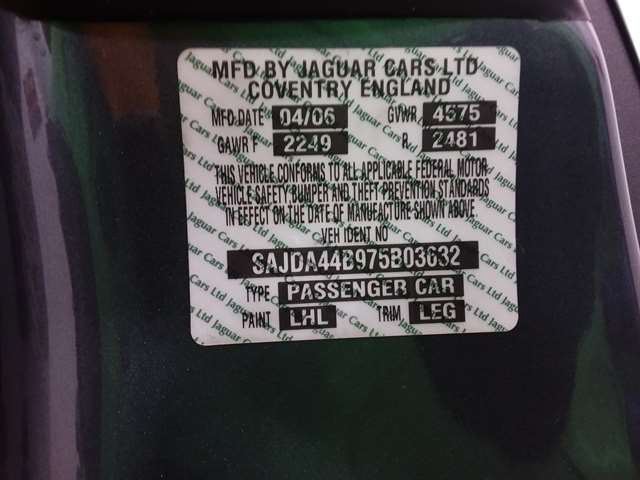 MFD BY JAGUAR CARS LTD
COVENTRY ENGLAND
MFD DATE 04/06 GVWR 4575
GAWR F 2249 R 2481
THIS VEHICLE CONFORMS TO ALL APPLICABLE FEDERAL MOTOR
VEHICLE SAFETY, BUMPER AND THEFT PREVENTION STANDARDS
IN EFFECT ON THE DATE OF MANUFACTURE SHOWN ABOVE.
VEH IDENT NO
SAJDA44B975B03632
TYPE PASSENGER CAR
PAINT LHL TRIM LEG